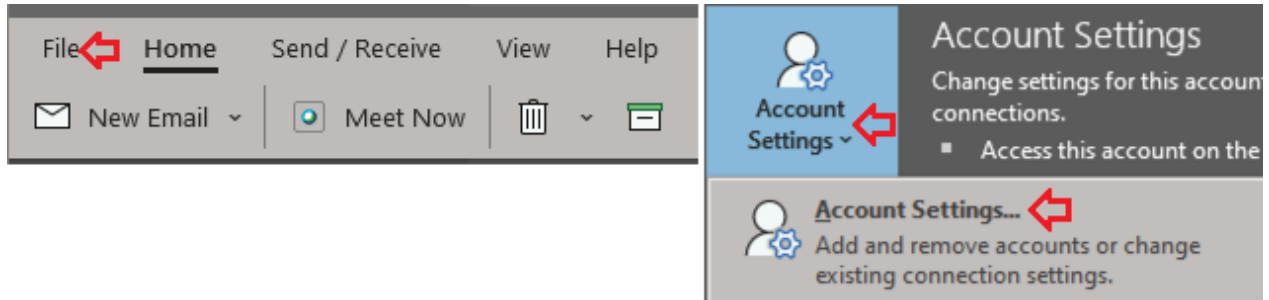 File Home Send / Receive View Help
New Email Meet Now
Account Settings
Change settings for this account
connections.
Access this account on the
Account
Settings
Account Settings...
Add and remove accounts or change
existing connection settings.